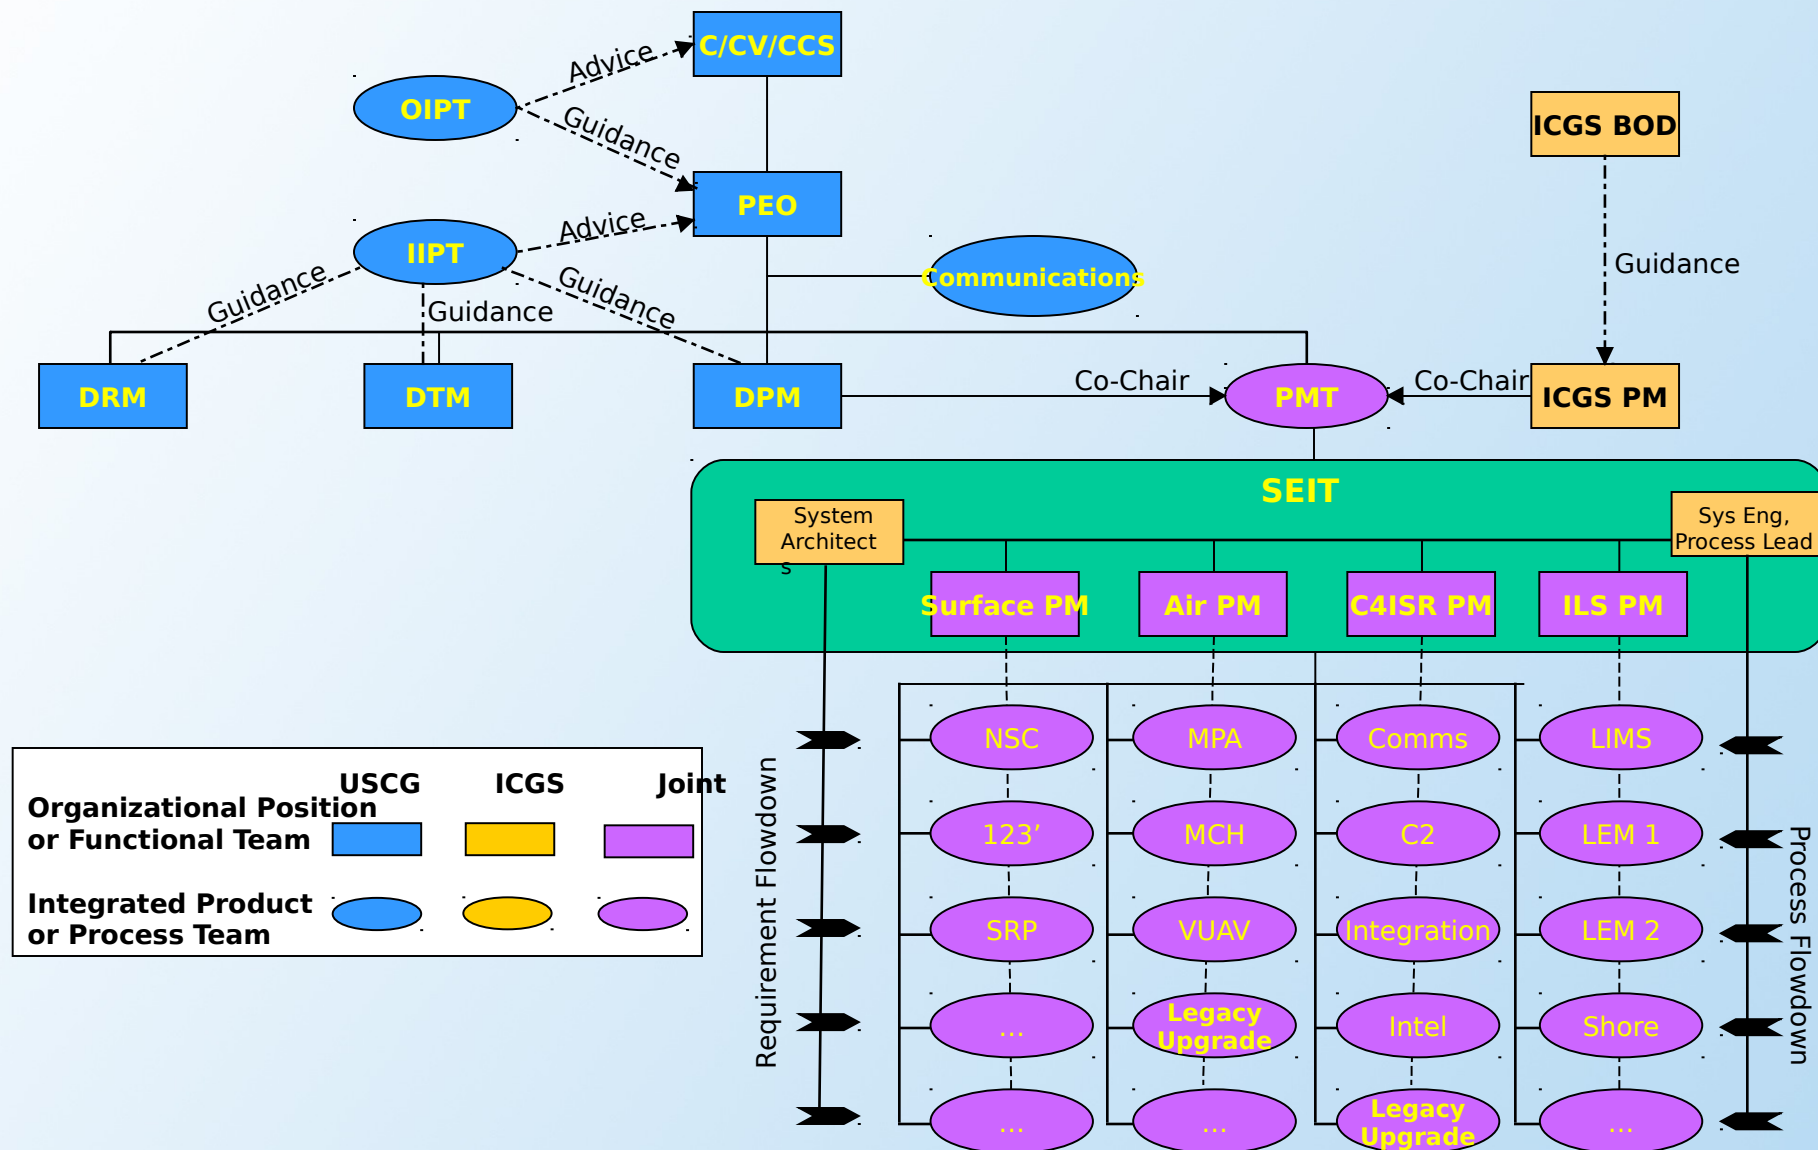 C/CV/CCS
Advice
OIPT
Guidance
ICGS BOD
PEO
Advice
IIPT
Guidance
Guidance
Guidance
Communications
Guidance
DRM
DTM
DPM
Co-Chair
PMT
Co-Chair
ICGS PM
SEIT
System
Architect
s
Sys Eng,
Process Lead
Surface PM
Air PM
C4ISR PM
ILS PM
NSC
MPA
Comms
LIMS
123’
MCH
C2
LEM 1
SRP
VUAV
Integration
LEM 2
...
Legacy
Upgrade
Intel
Shore
...
...
Legacy
Upgrade
...
Requirement Flowdown
Process Flowdown
USCG
ICGS
Joint
Organizational Position
or Functional Team
Integrated Product
or Process Team